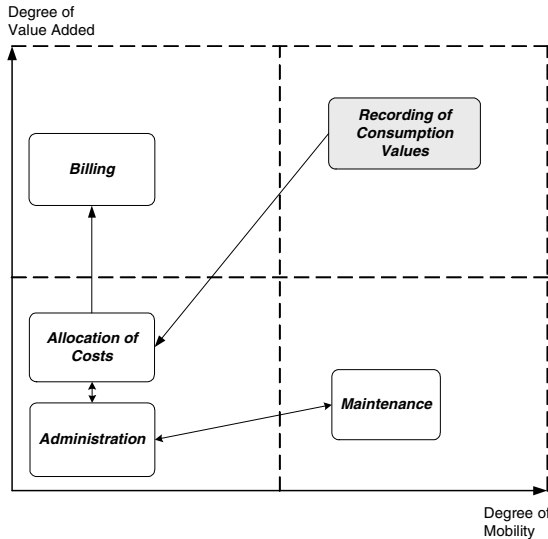 Degree of
Value Added
Recording of
Consumption
Values
Billing
Allocation of
Costs
Maintenance
Administration
Degree of
Mobility